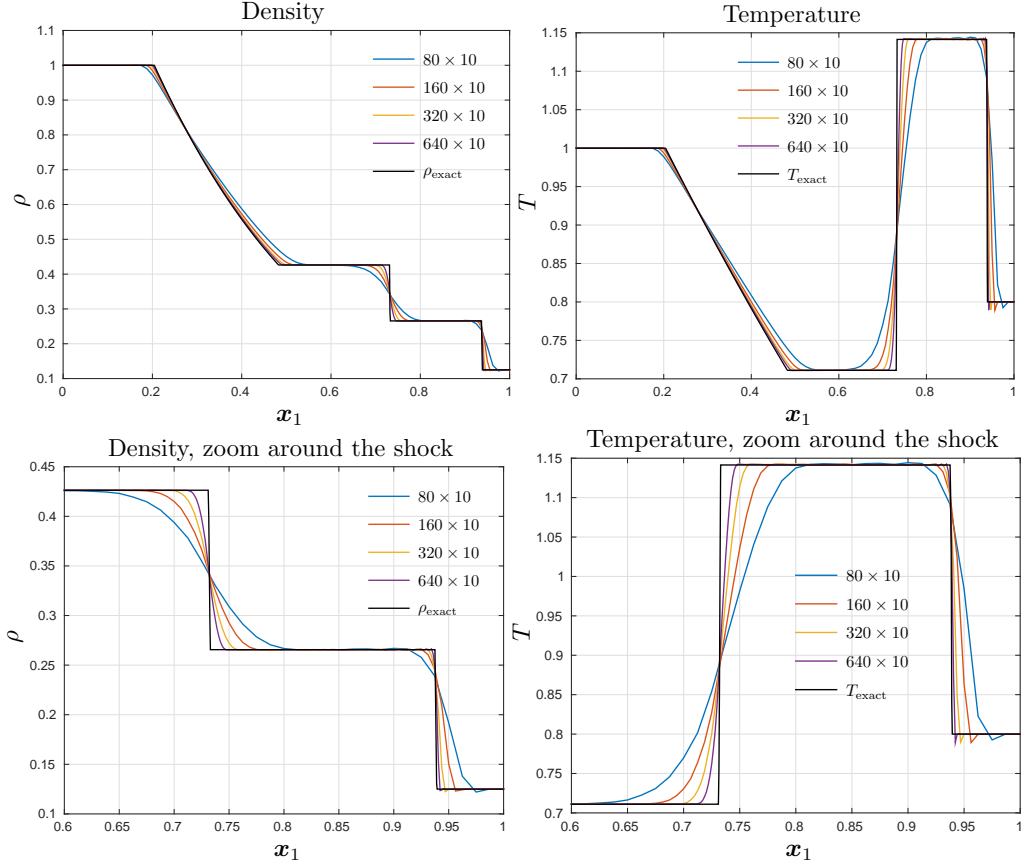 Density
1.1
1
0.9
0.8
0.7
0.6
0.5
0.4
0.3
0.2
0.1
ρ
0
0.2
0.4
0.6
0.8
1
x₁
80 × 10
160 × 10
320 × 10
640 × 10
ρexact
Temperature
1.15
1.1
1.05
1
0.95
0.9
0.85
0.8
0.75
0.7
T
0
0.2
0.4
0.6
0.8
1
x₁
80 × 10
160 × 10
320 × 10
640 × 10
Texact
Density, zoom around the shock
0.45
0.4
0.35
0.3
0.25
0.2
0.15
0.1
ρ
0.6
0.65
0.7
0.75
0.8
0.85
0.9
0.95
1
x₁
80 × 10
160 × 10
320 × 10
640 × 10
ρexact
Temperature, zoom around the shock
1.15
1.1
1.05
1
0.95
0.9
0.85
0.8
0.75
0.7
T
0.6
0.65
0.7
0.75
0.8
0.85
0.9
0.95
1
x₁
80 × 10
160 × 10
320 × 10
640 × 10
Texact